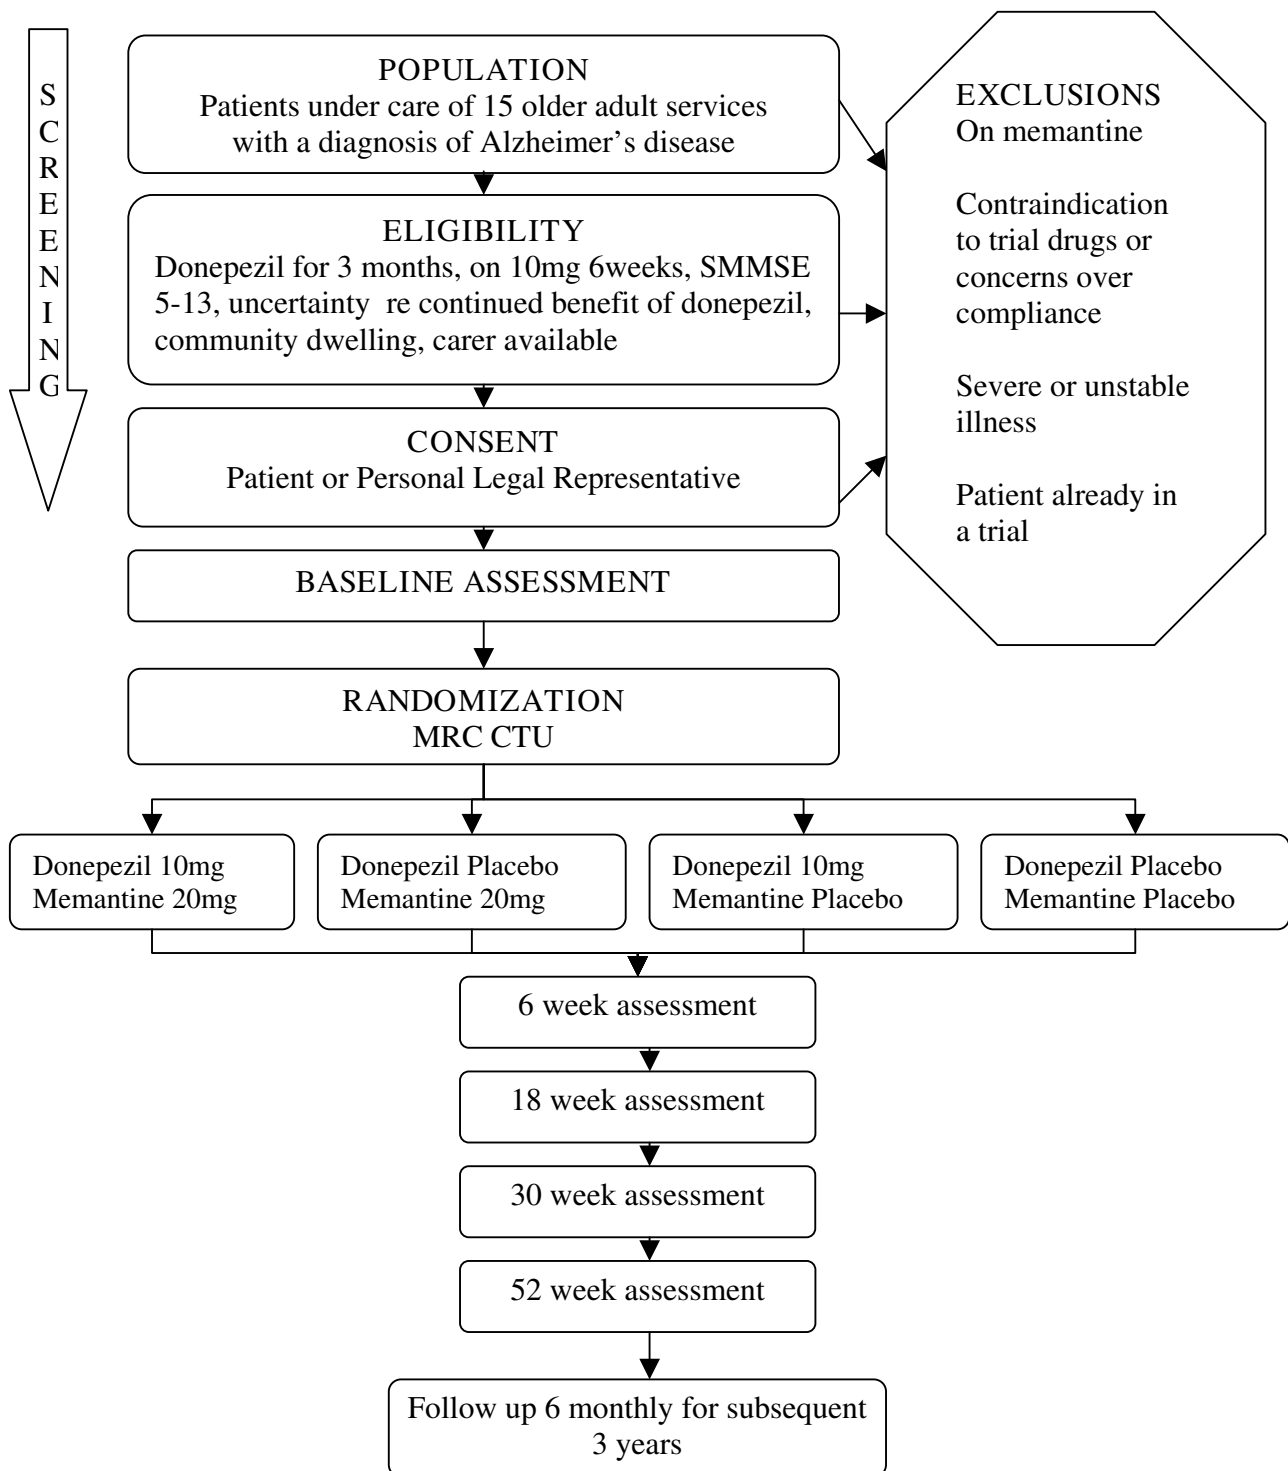 SCREENING
POPULATION
Patients under care of 15 older adult services
with a diagnosis of Alzheimer's disease
ELIGIBILITY
Donepezil for 3 months, on 10mg 6weeks, SMMSE
5-13, uncertainty re continued benefit of donepezil,
community dwelling, carer available
CONSENT
Patient or Personal Legal Representative
EXCLUSIONS
On memantine
Contraindication
to trial drugs or
concerns over
compliance
Severe or unstable
illness
Patient already in
a trial
BASELINE ASSESSMENT
RANDOMIZATION
MRC CTU
Donepezil 10mg
Memantine 20mg
Donepezil Placebo
Memantine 20mg
Donepezil 10mg
Memantine Placebo
Donepezil Placebo
Memantine Placebo
6 week assessment
18 week assessment
30 week assessment
52 week assessment
Follow up 6 monthly for subsequent
3 years